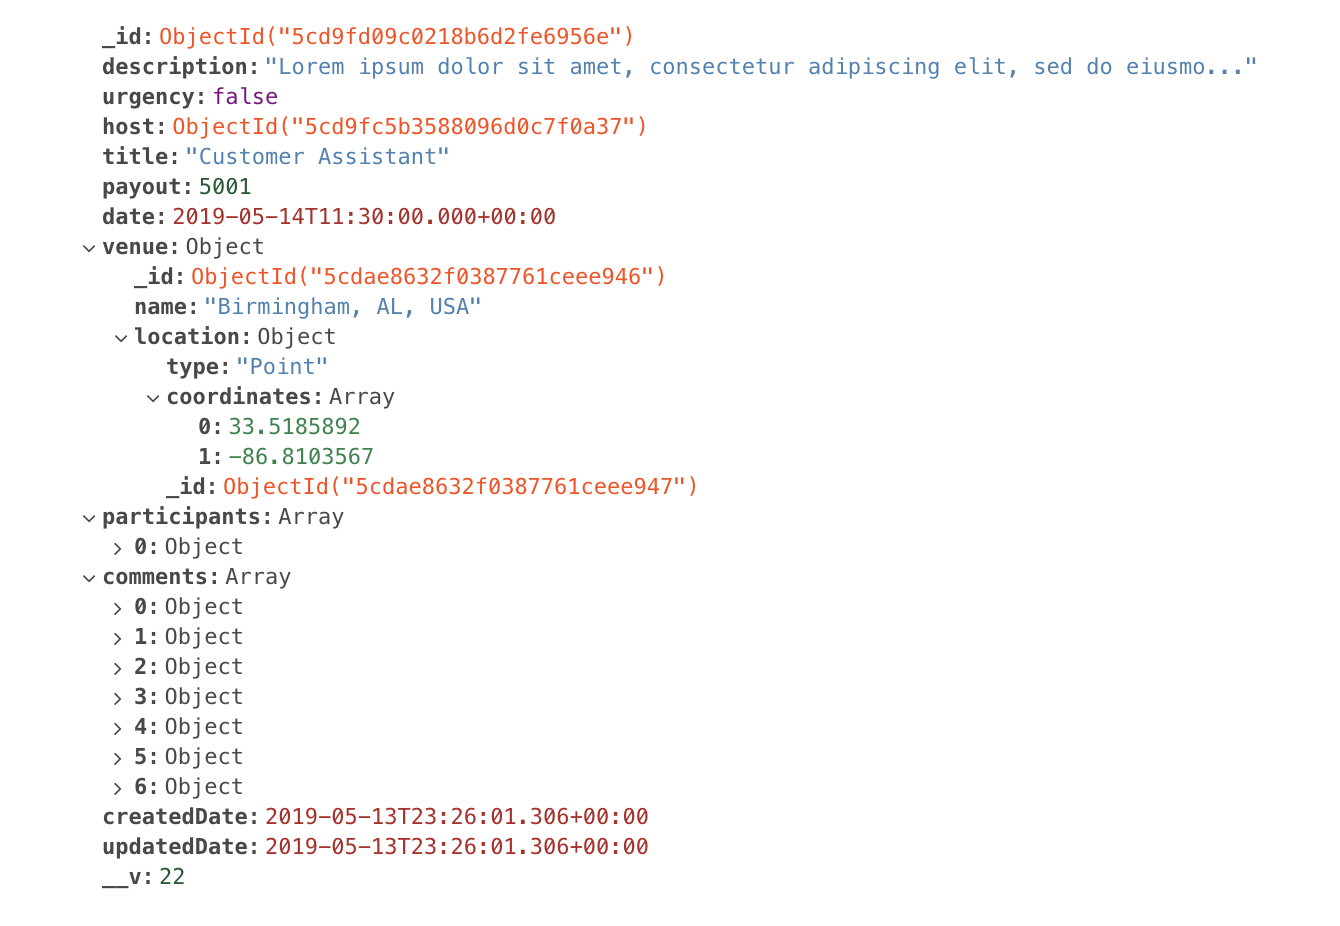 _id: ObjectId("5cd9fd09c0218b6d2fe6956e")
description: "Lorem ipsum dolor sit amet, consectetur adipiscing elit, sed do eiusmo..."
urgency: false
host: ObjectId("5cd9fc5b3588096d0c7f0a37")
title: "Customer Assistant"
payout: 5001
date: 2019-05-14T11:30:00.000+00:00
venue: Object
_id: ObjectId("5cdae8632f0387761ceee946")
name: "Birmingham, AL, USA"
location: Object
type: "Point"
coordinates: Array
0: 33.5185892
1: -86.8103567
_id: ObjectId("5cdae8632f0387761ceee947")
participants: Array
0: Object
comments: Array
0: Object
1: Object
2: Object
3: Object
4: Object
5: Object
6: Object
createdDate: 2019-05-13T23:26:01.306+00:00
updatedDate: 2019-05-13T23:26:01.306+00:00
__v: 22